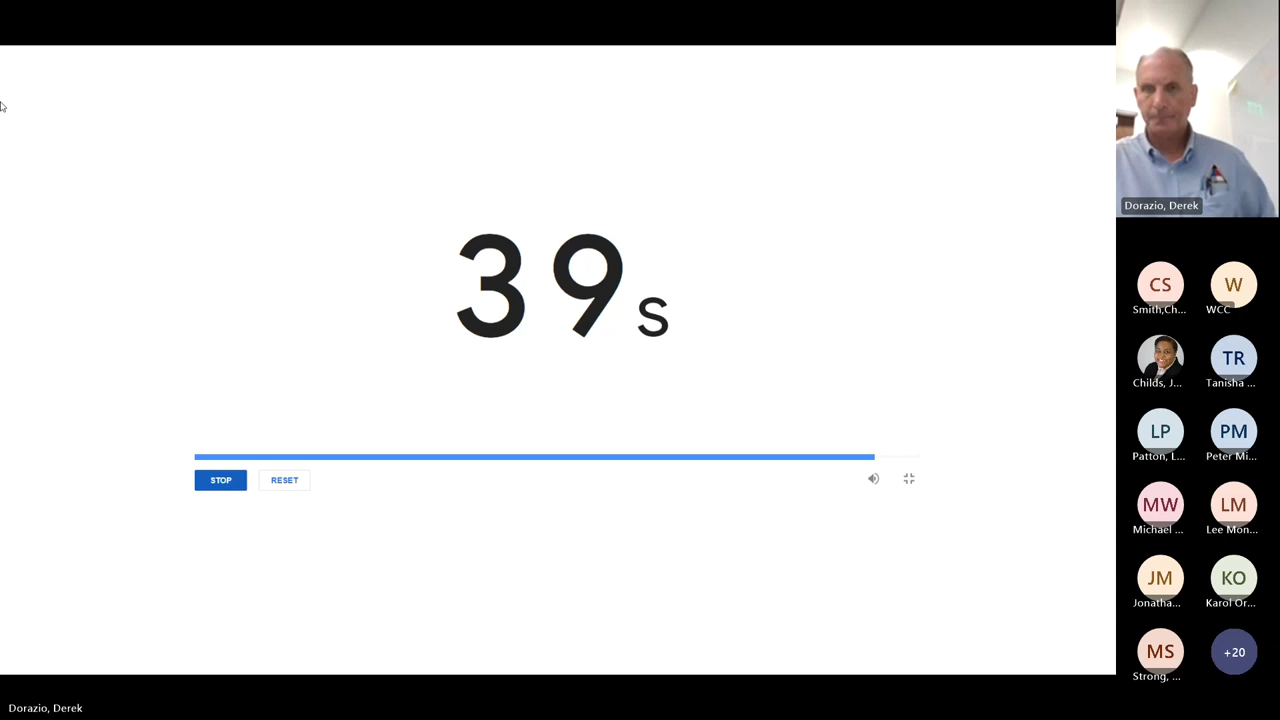 39s
STOP
RESET
Dorazio, Derek
CS
W
Smith,Ch...
WCC
TR
Childs, J...
Tanisha ...
LP
PM
Patton, L...
Peter Mi...
MW
LM
Michael ...
Lee Mon...
JM
KO
Jonatha...
Karol Or...
MS
+20
Strong, ...
Dorazio, Derek